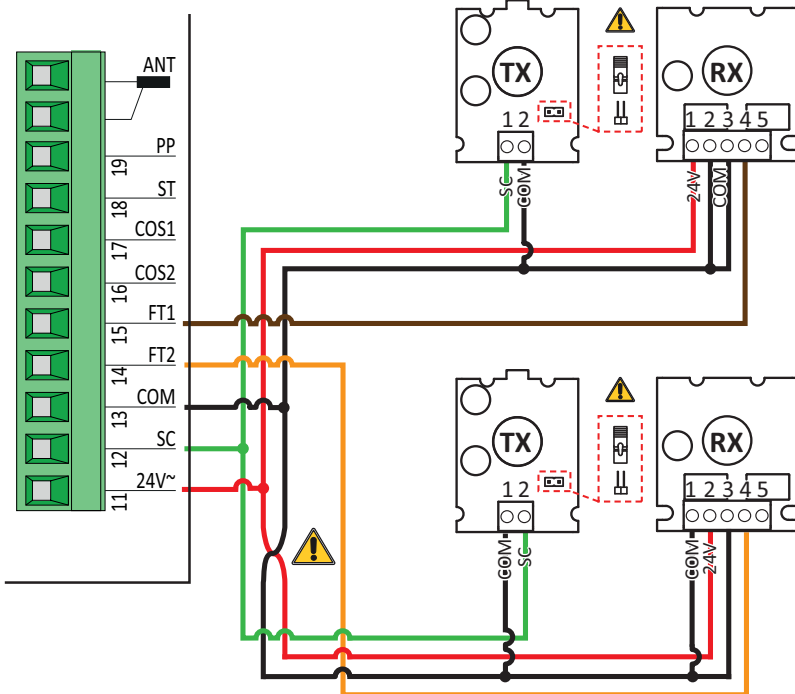 ANT
PP
19
ST
18
COS1
17
COS2
16
FT1
15
FT2
14
COM
13
SC
12
24V~
11
TX
1 2
SC
COM
RX
1 2 3 4 5
24V
COM
TX
1 2
COM
SC
RX
1 2 3 4 5
COM
24V